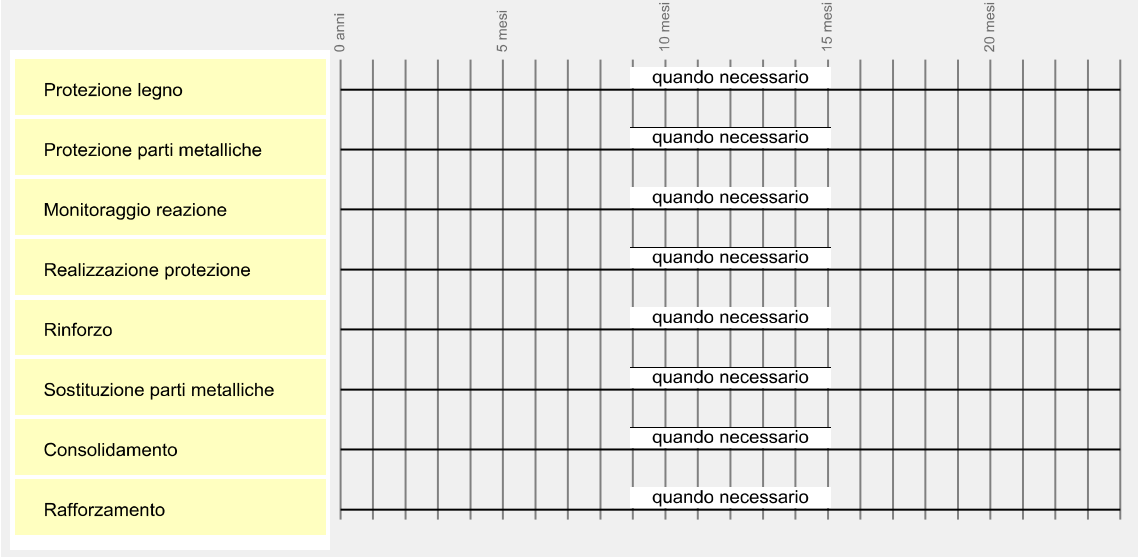 0 anni
5 mesi
10 mesi
15 mesi
20 mesi
Protezione legno
quando necessario
Protezione parti metalliche
quando necessario
Monitoraggio reazione
quando necessario
Realizzazione protezione
quando necessario
Rinforzo
quando necessario
Sostituzione parti metalliche
quando necessario
Consolidamento
quando necessario
Rafforzamento
quando necessario